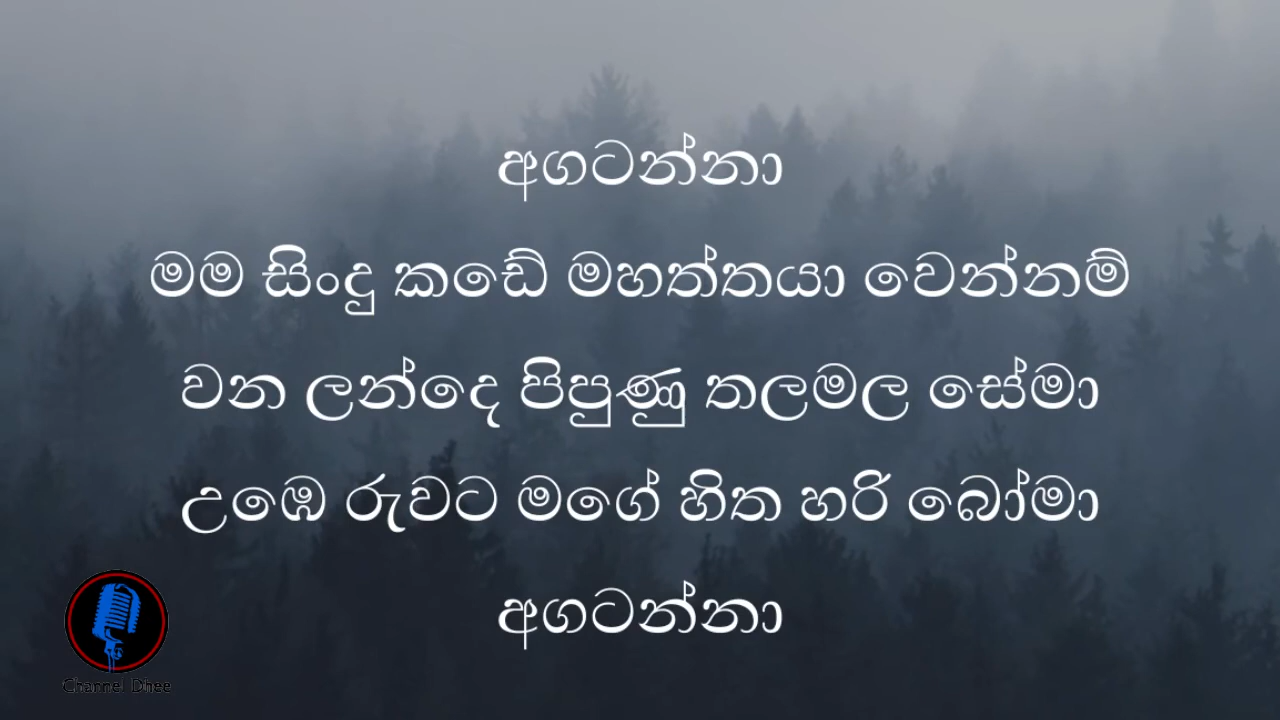 අගටන්නා
මම සිංදු කඩේ මහත්තයා වෙන්නම්
වන ලන්දෙ පිපුණු තලමල සේමා
උඹෙ රුවට මගේ හිත හරි බෝමා
අගටන්නා
Channel Dhee